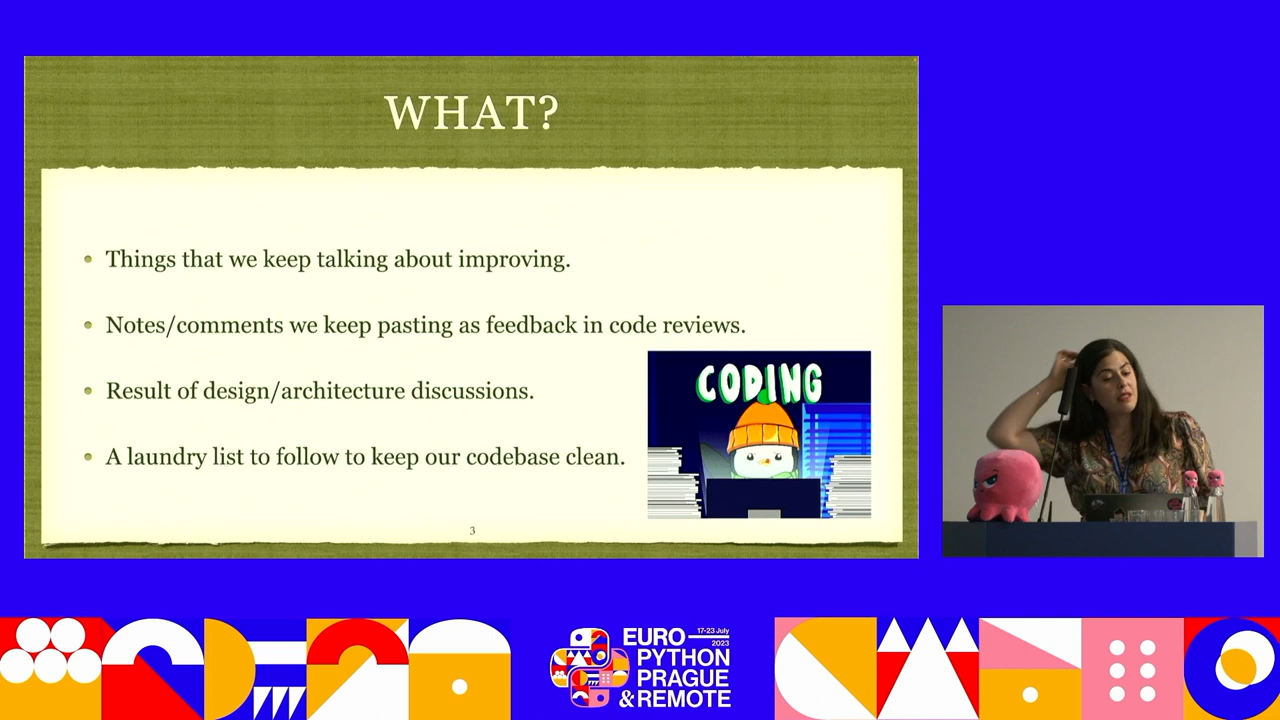 WHAT?
Things that we keep talking about improving.
Notes/comments we keep pasting as feedback in code reviews.
CODING
Result of design/architecture discussions.
A laundry list to follow to keep our codebase clean.
3
EURO 17-23 July
2023
PYTHON
PRAGUE
&REMOTE